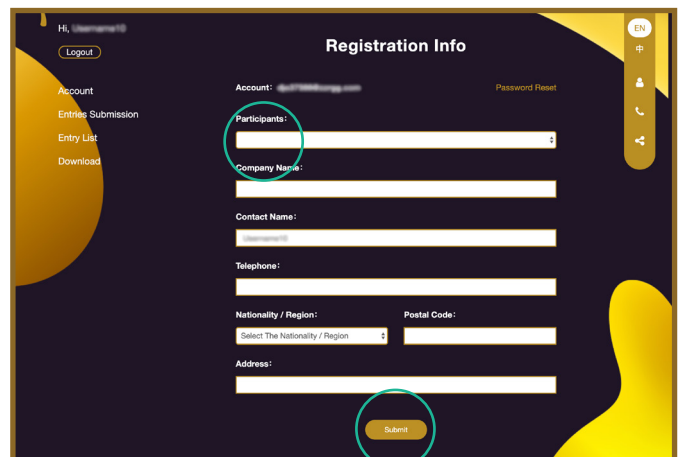 Hi,
Logout
Account
Entries Submission
Entry List
Download
Registration Info
Account:
Password Reset
Participants:
Company Name:
Contact Name:
Telephone:
Nationality / Region:
Postal Code:
Select The Nationality / Region
Address:
Submit
EN
中